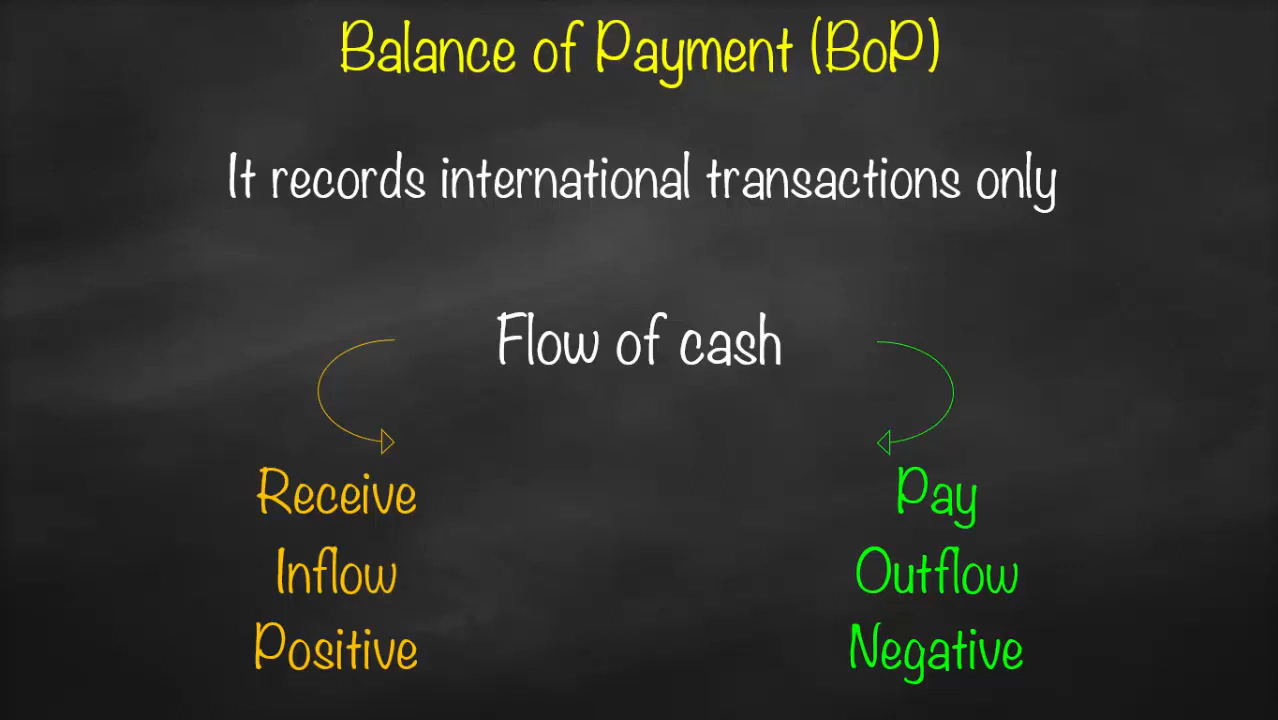 Balance of Payment (BoP)
It records international transactions only
Flow of cash
Receive
Inflow
Positive
Pay
Outflow
Negative